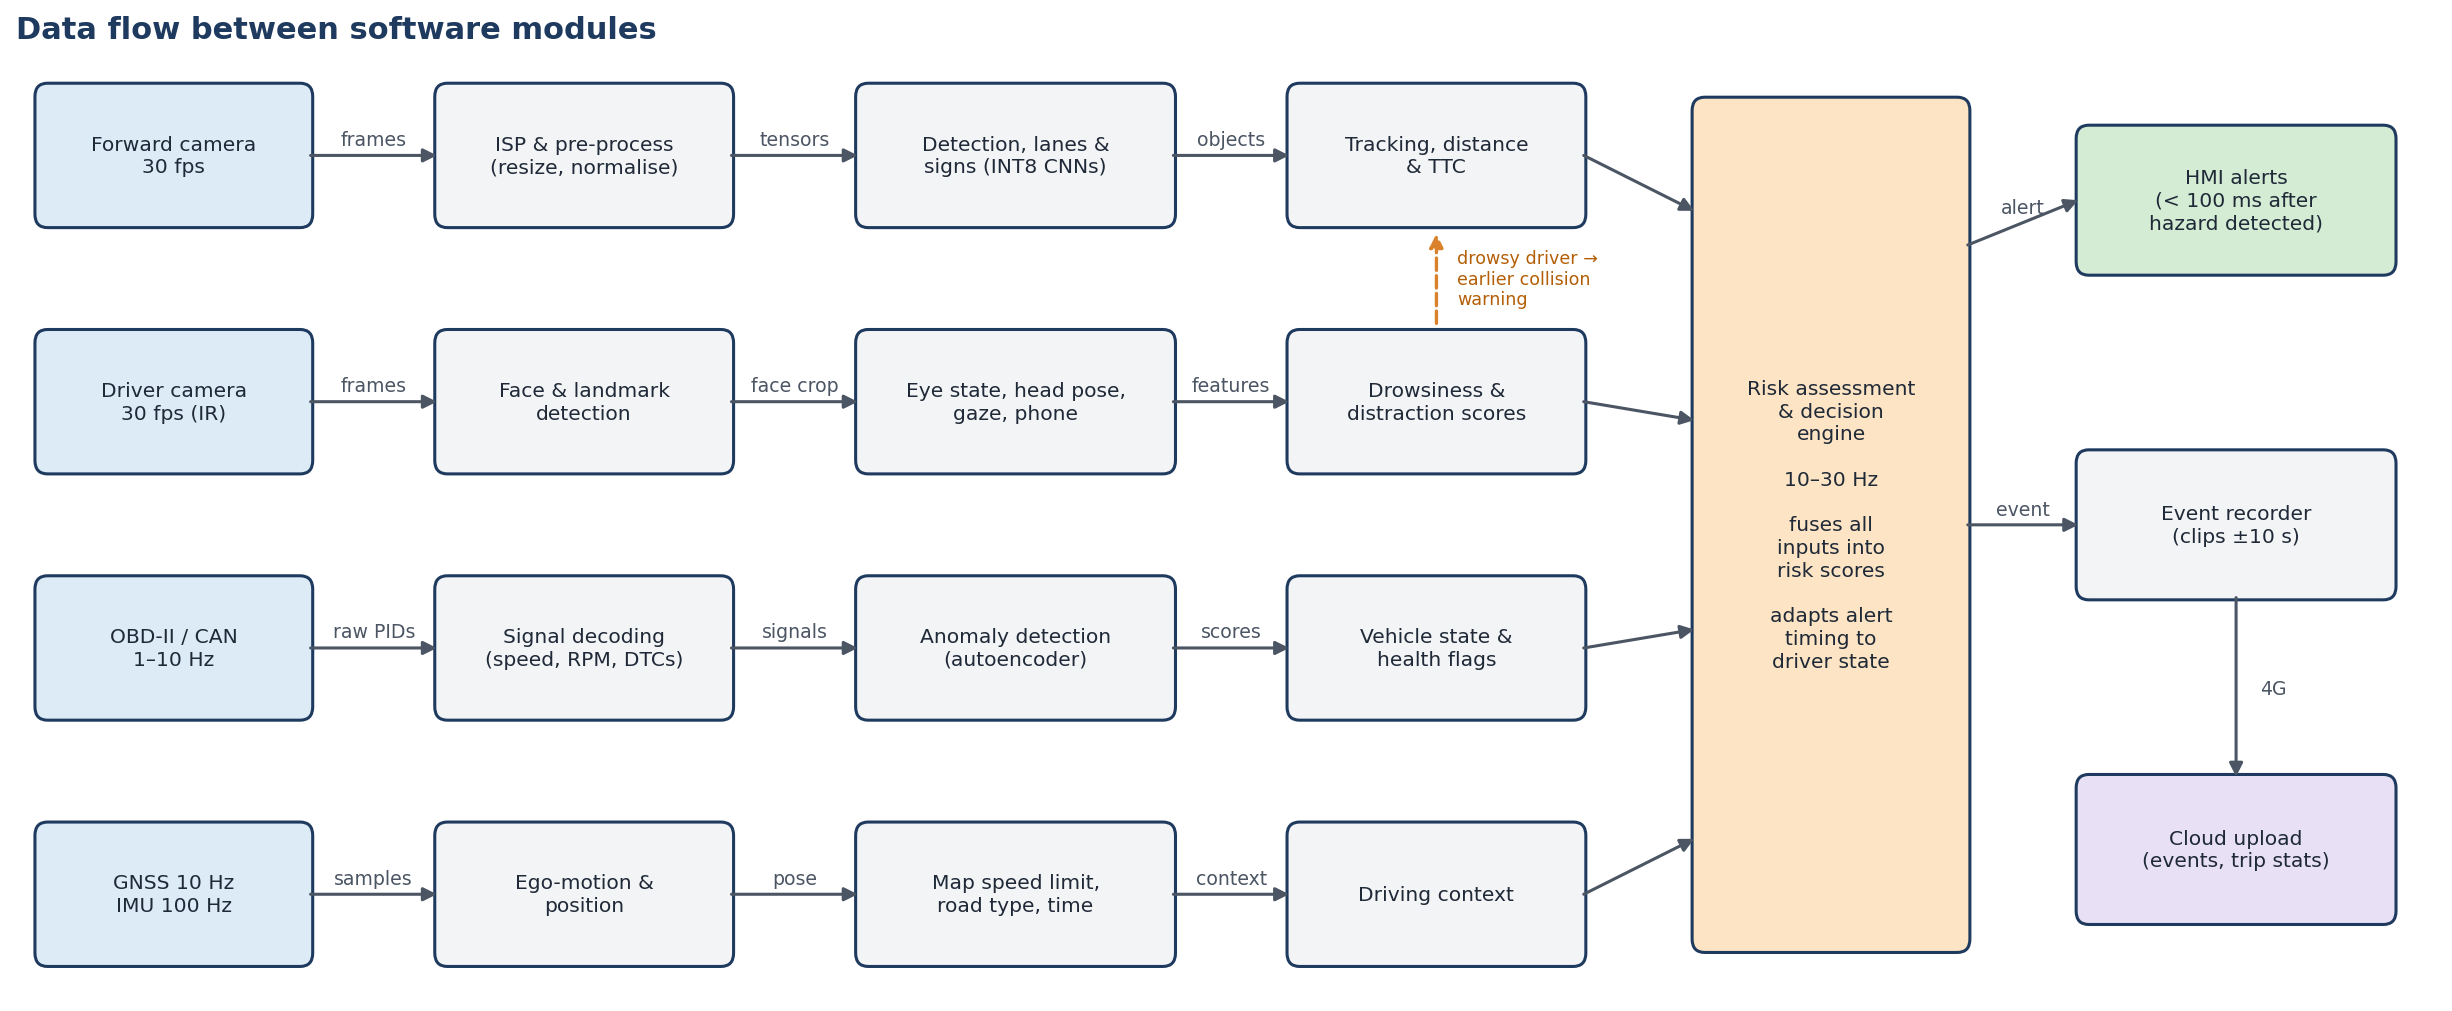 Data flow between software modules
Forward camera
30 fps
frames
ISP & pre-process
(resize, normalise)
tensors
Detection, lanes &
signs (INT8 CNNs)
objects
Tracking, distance
& TTC
drowsy driver →
earlier collision
warning
Driver camera
30 fps (IR)
frames
Face & landmark
detection
face crop
Eye state, head pose,
gaze, phone
features
Drowsiness &
distraction scores
OBD-II / CAN
1–10 Hz
raw PIDs
Signal decoding
(speed, RPM, DTCs)
signals
Anomaly detection
(autoencoder)
scores
Vehicle state &
health flags
GNSS 10 Hz
IMU 100 Hz
samples
Ego-motion &
position
pose
Map speed limit,
road type, time
context
Driving context
Risk assessment
& decision
engine
10–30 Hz
fuses all
inputs into
risk scores
adapts alert
timing to
driver state
alert
HMI alerts
(< 100 ms after
hazard detected)
event
Event recorder
(clips ±10 s)
4G
Cloud upload
(events, trip stats)